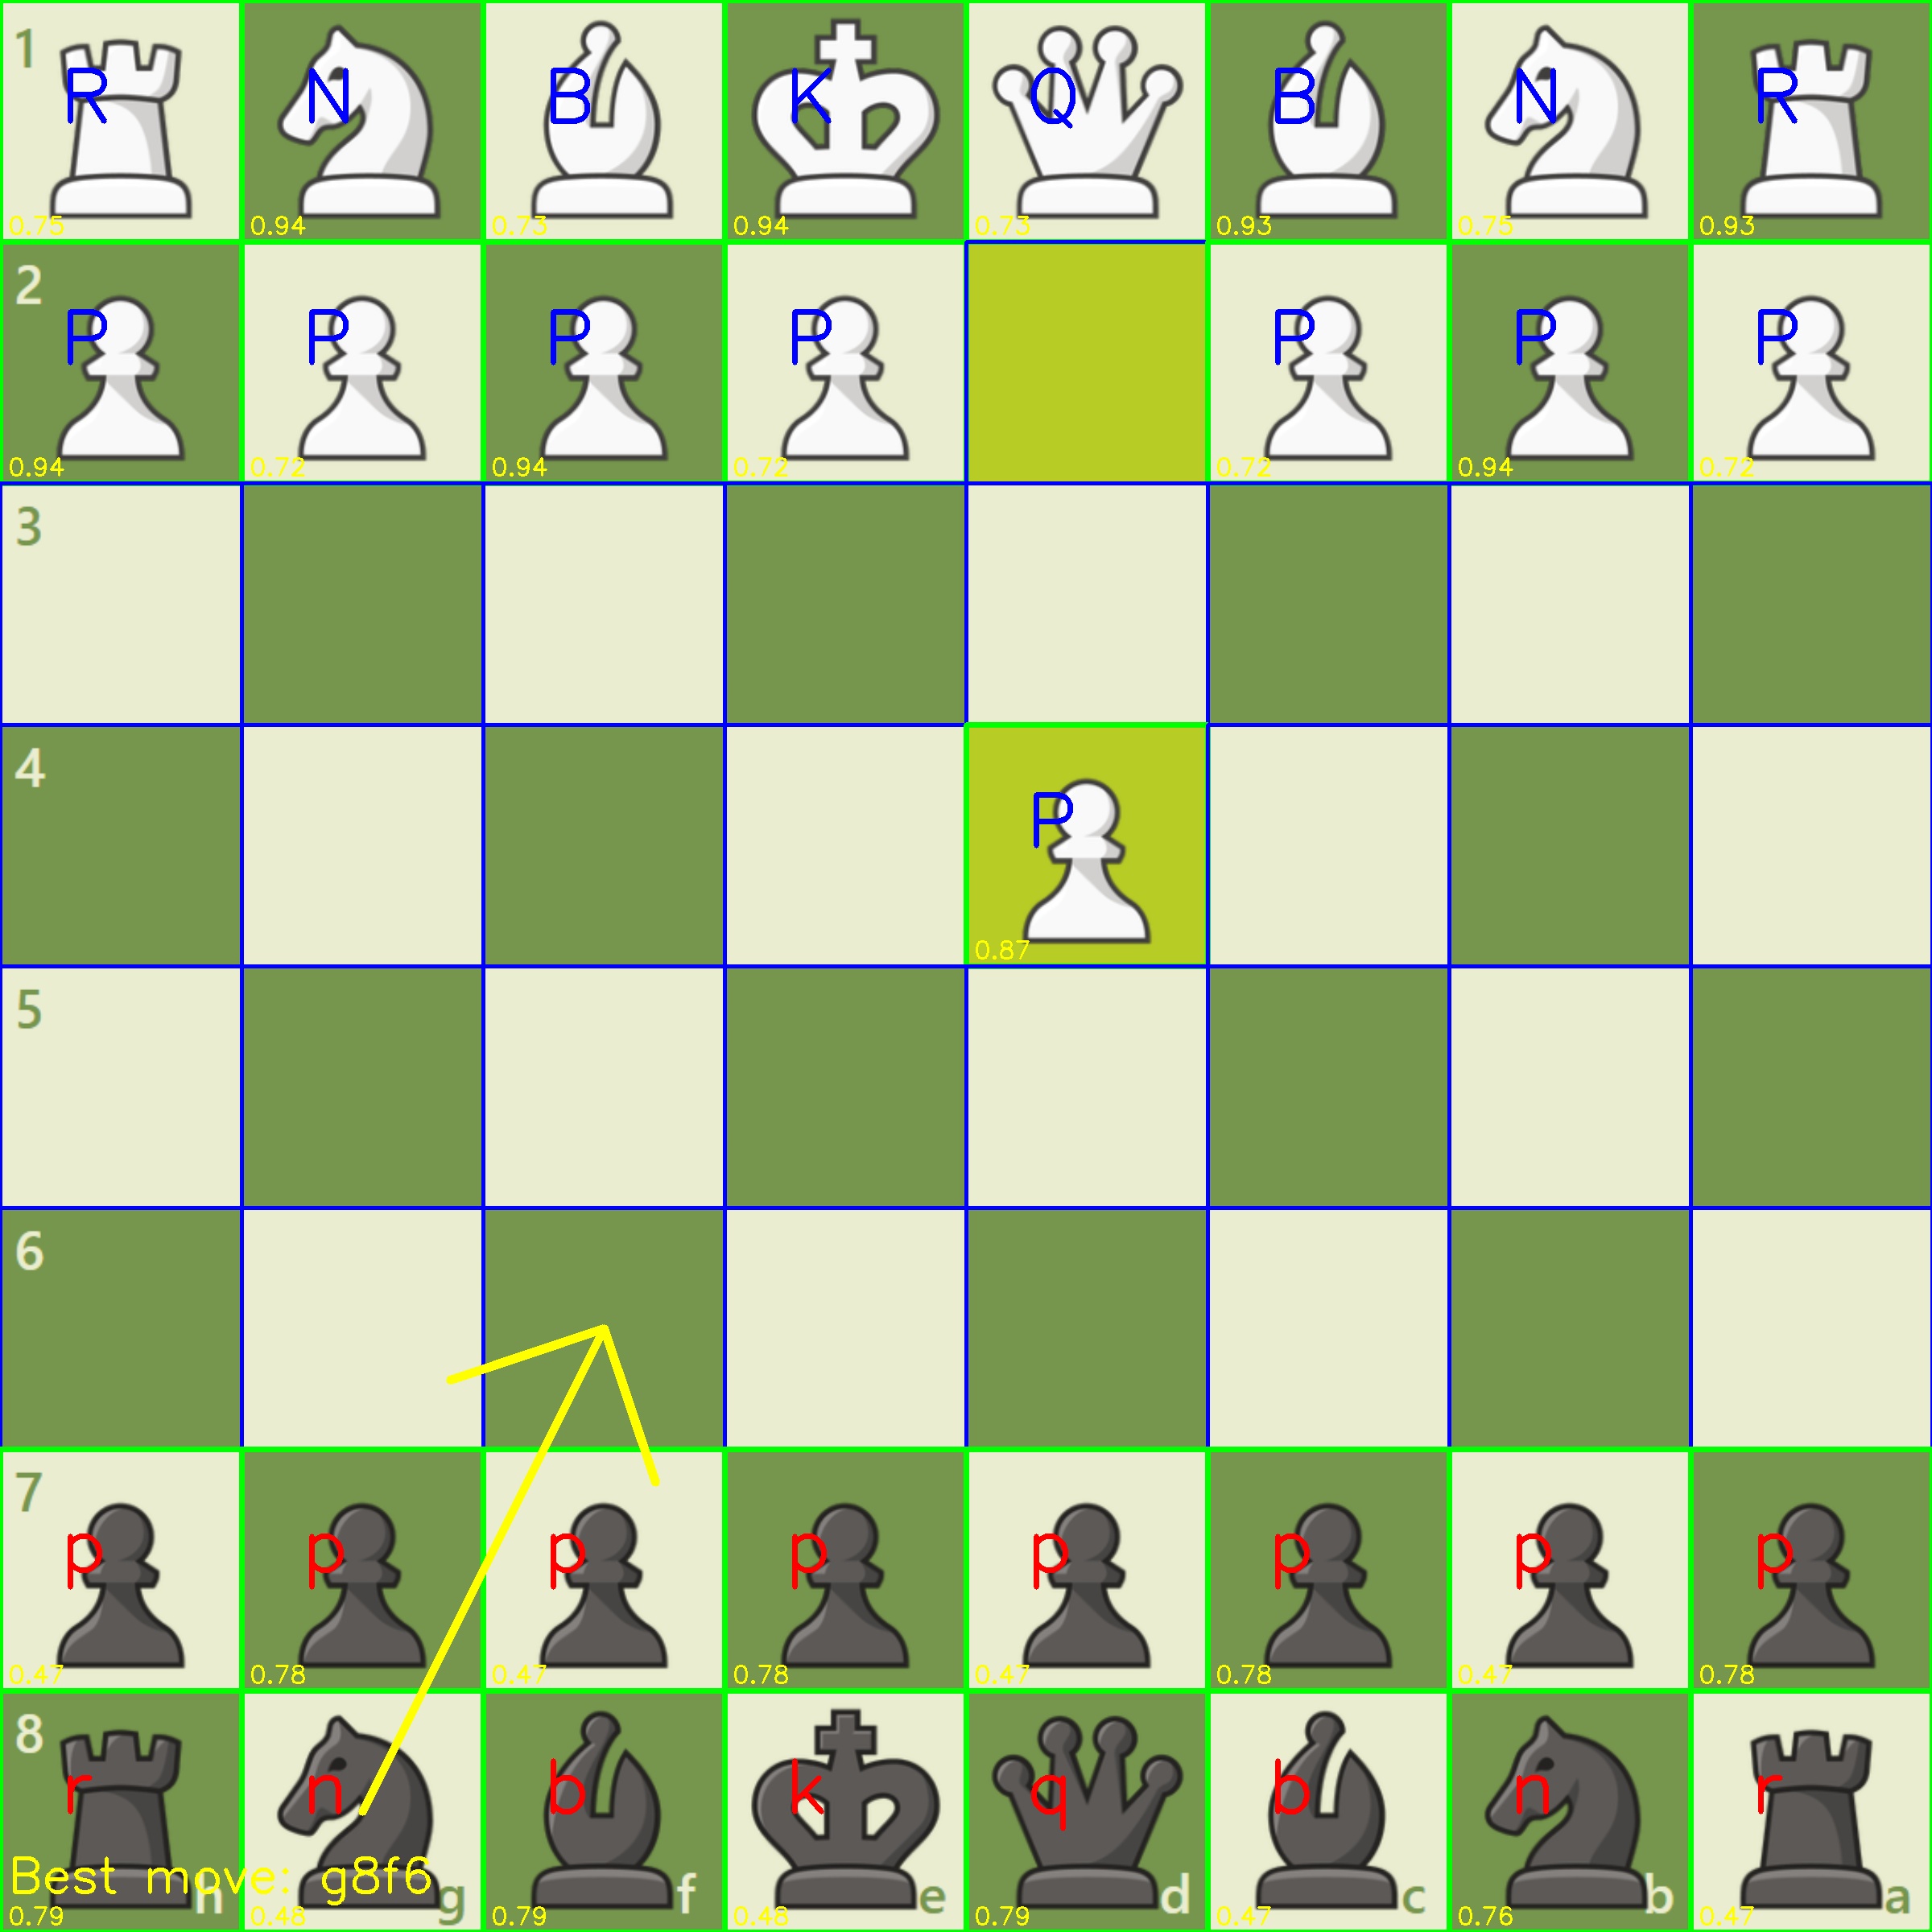 1
R N B K Q B N R
0.75 0.94 0.73 0.94 0.73 0.93 0.75 0.93
2
P P P P P P P
0.94 0.72 0.94 0.72 0.72 0.94 0.72
3
4
P
0.87
5
6
7
p p p p p p p p
0.47 0.78 0.47 0.78 0.47 0.78 0.47 0.78
8
r n b k q b n r
Best move: g8f6
h g f e d c b a
0.79 0.48 0.79 0.48 0.79 0.47 0.76 0.47